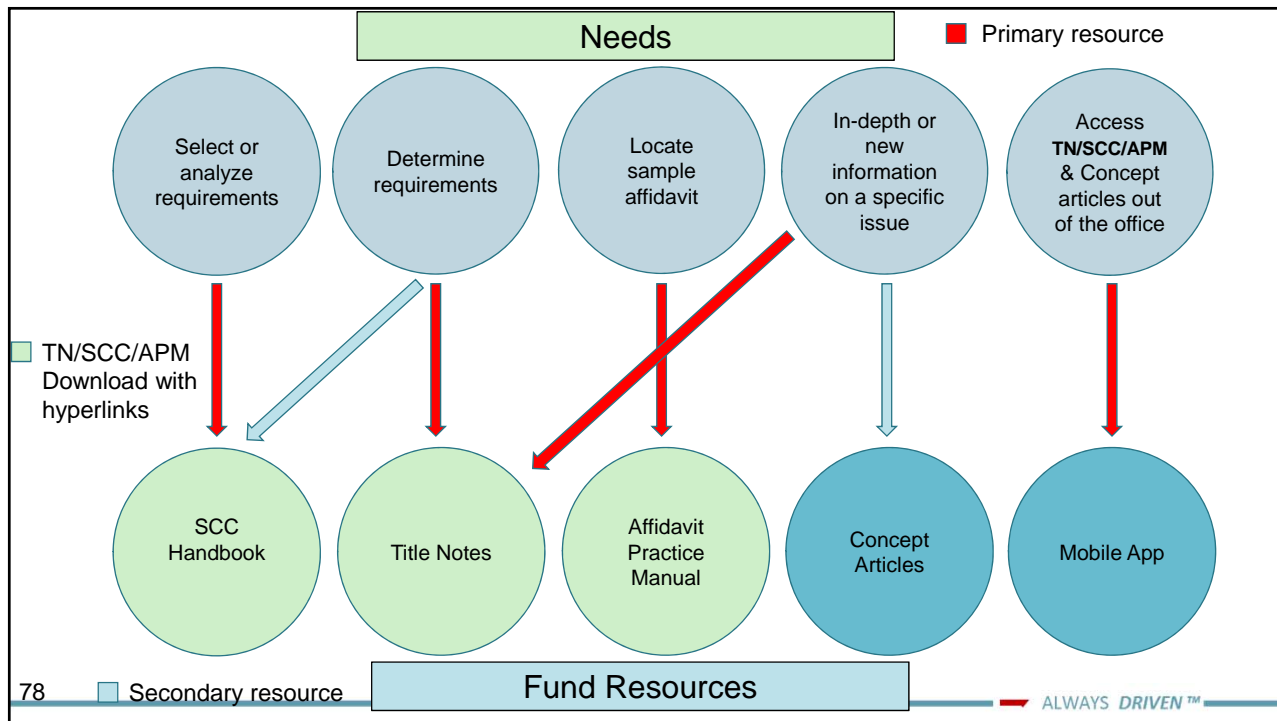 Needs
Primary resource
Select or
analyze
requirements
Determine
requirements
Locate
sample
affidavit
In-depth or
new
information
on a specific
issue
Access
TN/SCC/APM
& Concept
articles out
of the office
TN/SCC/APM
Download with
hyperlinks
SCC
Handbook
Title Notes
Affidavit
Practice
Manual
Concept
Articles
Mobile App
78
Secondary resource
Fund Resources
ALWAYS DRIVEN™